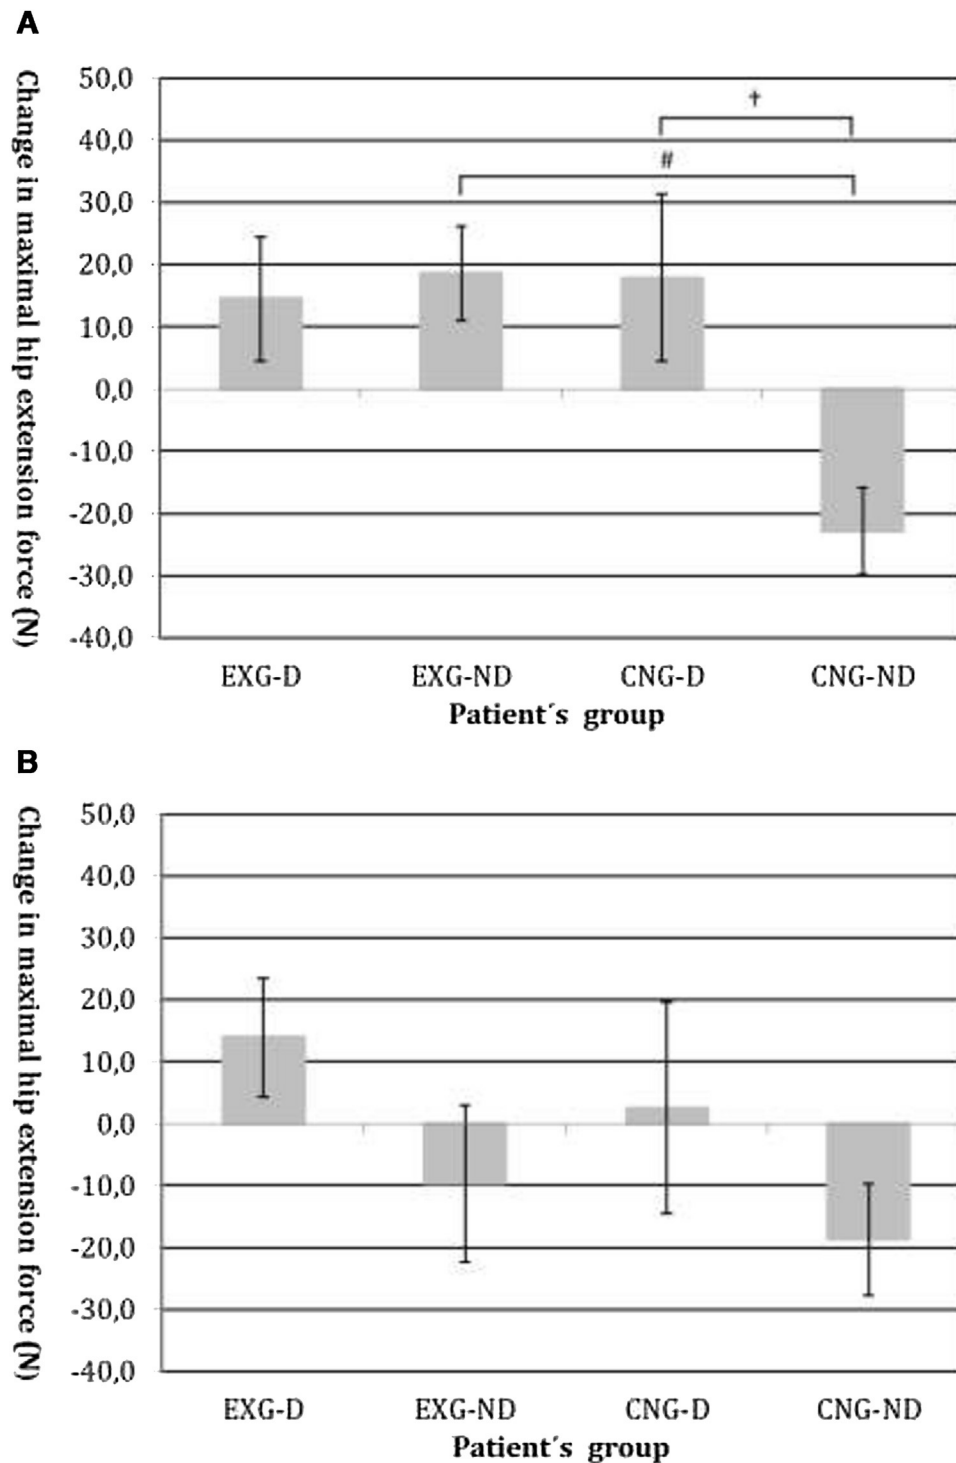 A
Change in maximal hip extension force (N)
50,0
40,0
30,0
20,0
10,0
0,0
-10,0
-20,0
-30,0
-40,0
†
#
EXG-D EXG-ND CNG-D CNG-ND
Patient´s group
B
Change in maximal hip extension force (N)
50,0
40,0
30,0
20,0
10,0
0,0
-10,0
-20,0
-30,0
-40,0
EXG-D EXG-ND CNG-D CNG-ND
Patient´s group